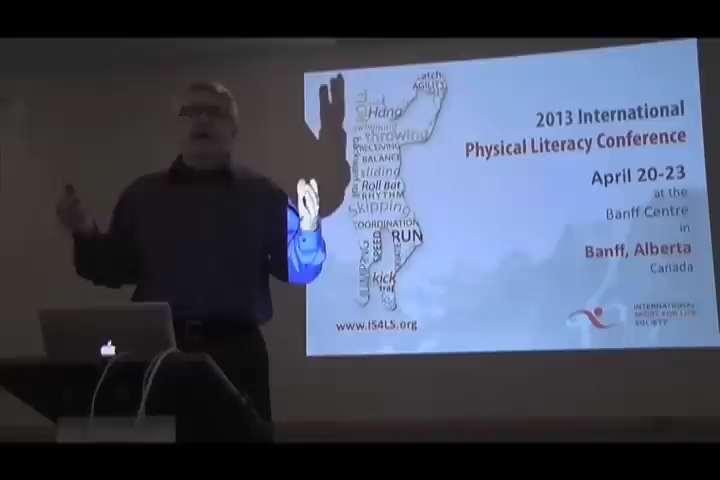 catch
AGILITY
Hang
throwing
RECEIVING
BALANCE
sliding
Roll Bat
RHYTHM
Skipping
COORDINATION
SPEED
RUN
kick
www.IS4LS.org
2013 International
Physical Literacy Conference
April 20-23
at the
Banff Centre
in
Banff, Alberta
Canada
INTERNATIONAL
SPORT FOR LIFE
SOCIETY